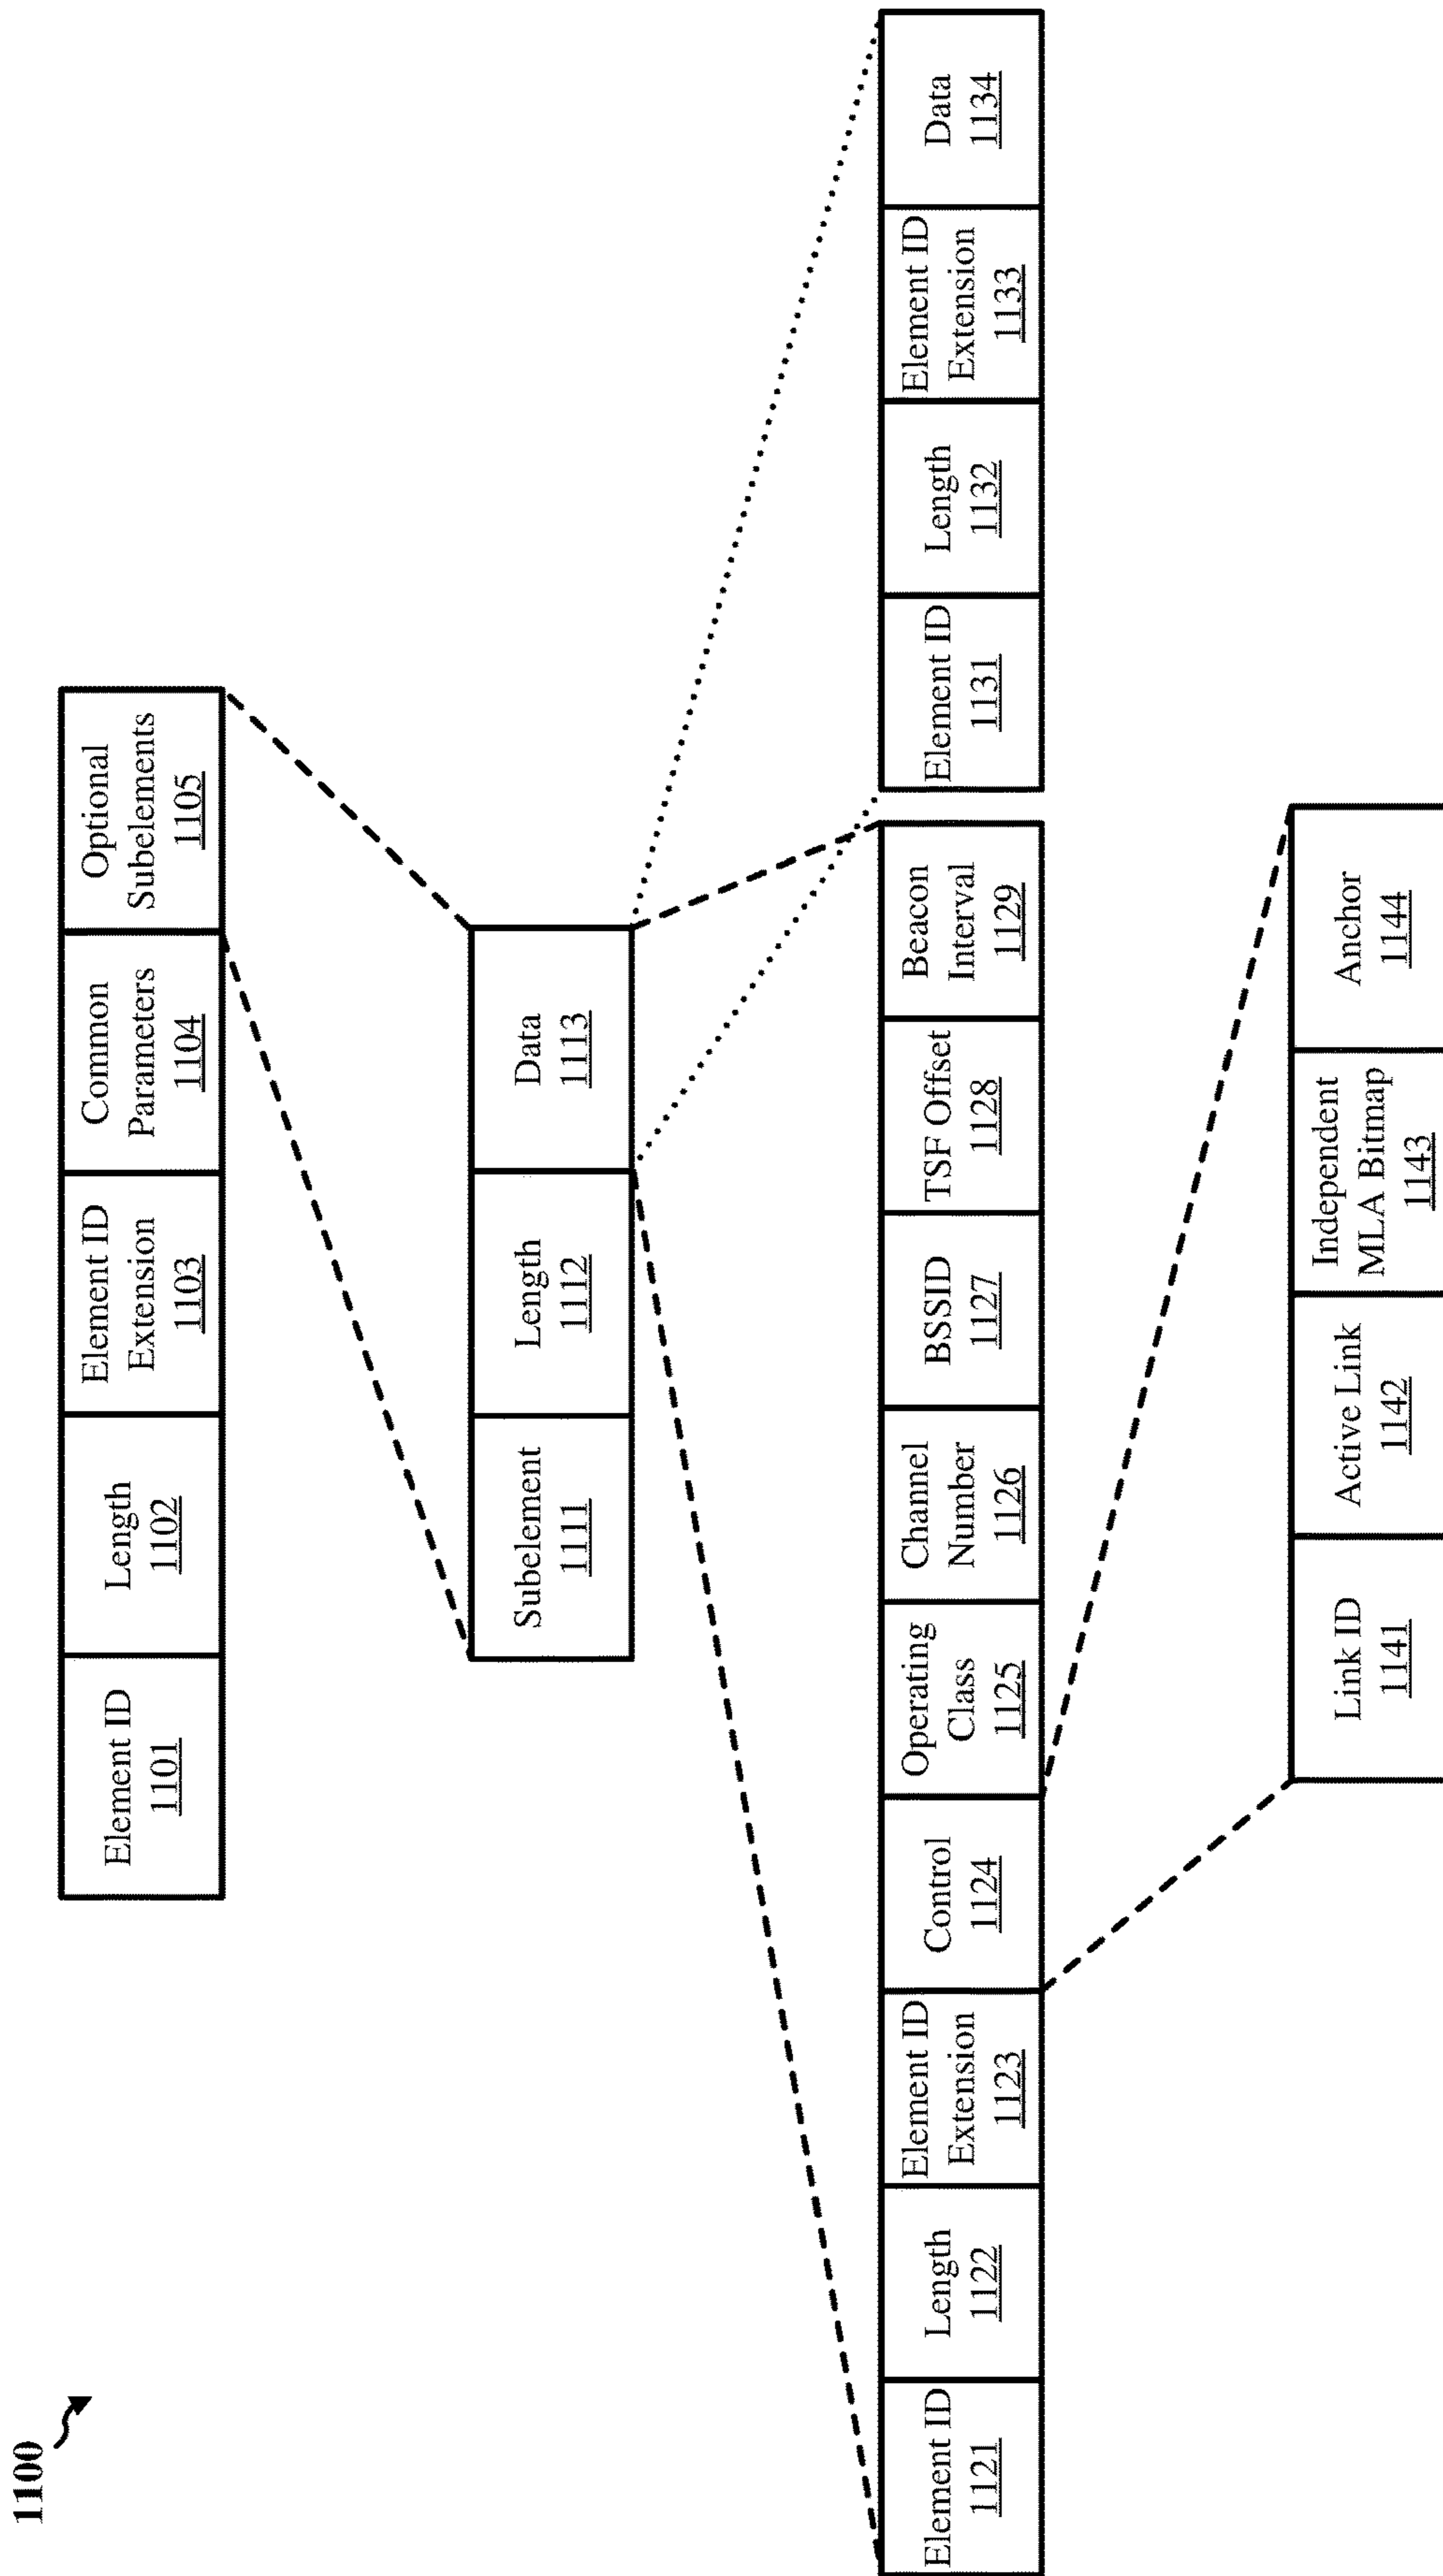 1100
Element ID
1101
Length
1102
Element ID
Extension
1103
Common
Parameters
1104
Optional
Subelements
1105
Subelement
1111
Length
1112
Data
1113
Element ID
1121
Length
1122
Element ID
Extension
1123
Control
1124
Operating
Class
1125
Channel
Number
1126
BSSID
1127
TSF Offset
1128
Beacon
Interval
1129
Element ID
1131
Length
1132
Element ID
Extension
1133
Data
1134
Link ID
1141
Active Link
1142
Independent
MLA Bitmap
1143
Anchor
1144